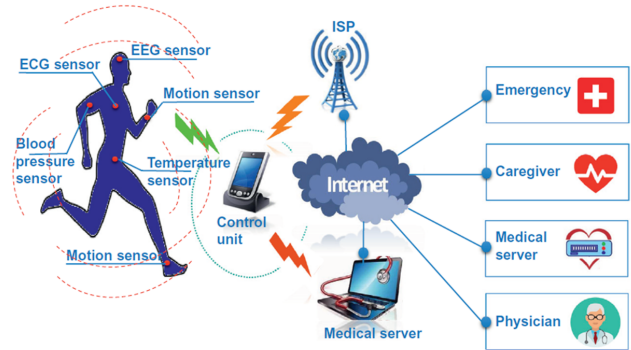 ISP
EEG sensor
ECG sensor
Motion sensor
Emergency
Blood
pressure
sensor
Temperature
sensor
Internet
Caregiver
Control
unit
Medical
server
Motion sensor
Medical server
Physician